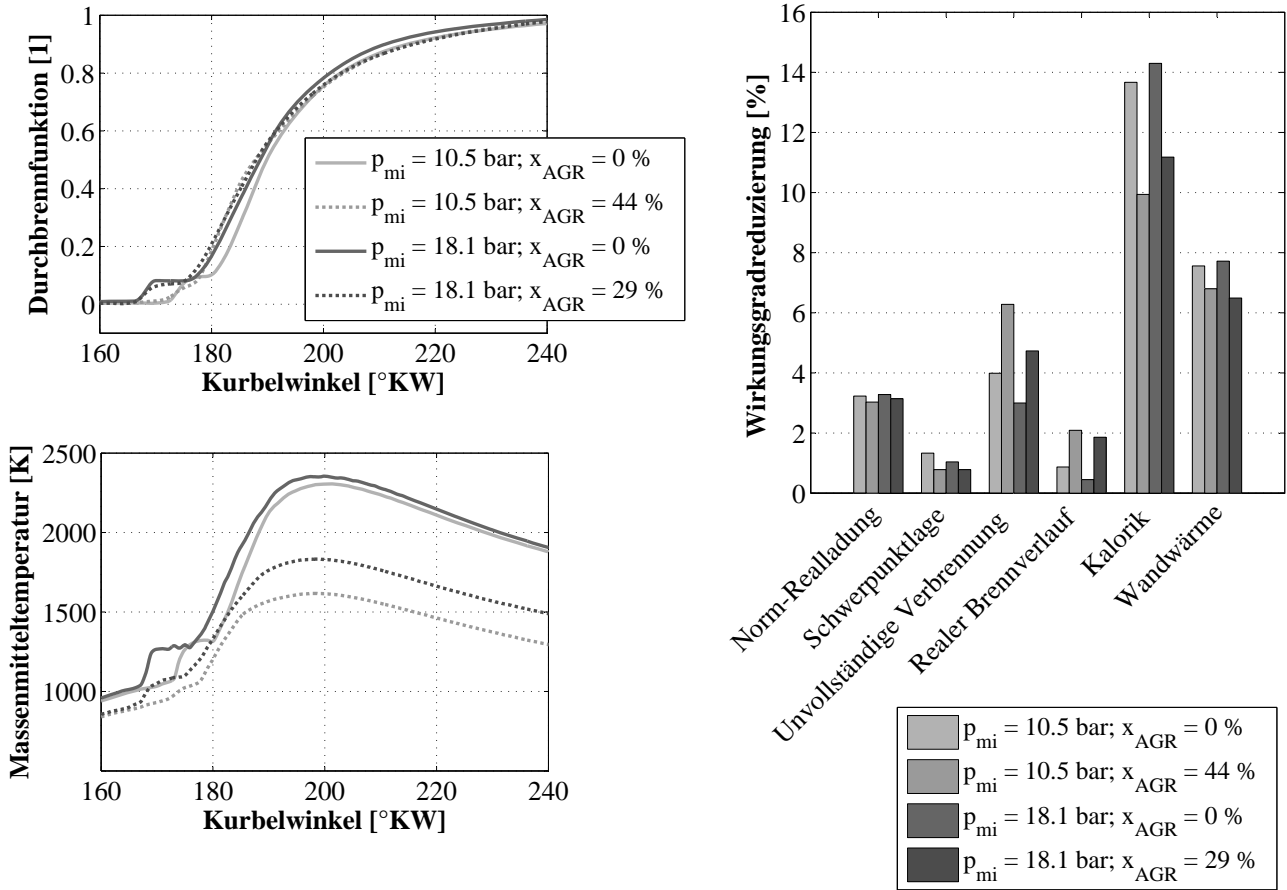 Durchbrennfunktion [1]
1
0.8
0.6
0.4
0.2
0
160 180 200 220 240
Kurbelwinkel [°KW]
p_mi = 10.5 bar; x_AGR = 0 %
p_mi = 10.5 bar; x_AGR = 44 %
p_mi = 18.1 bar; x_AGR = 0 %
p_mi = 18.1 bar; x_AGR = 29 %
Massenmitteltemperatur [K]
2500
2000
1500
1000
160 180 200 220 240
Kurbelwinkel [°KW]
Wirkungsgradreduzierung [%]
16
14
12
10
8
6
4
2
0
Norm-Realladung
Schwerpunktlage
Unvollständige Verbrennung
Realer Brennverlauf
Kalorik
Wandwärme
p_mi = 10.5 bar; x_AGR = 0 %
p_mi = 10.5 bar; x_AGR = 44 %
p_mi = 18.1 bar; x_AGR = 0 %
p_mi = 18.1 bar; x_AGR = 29 %